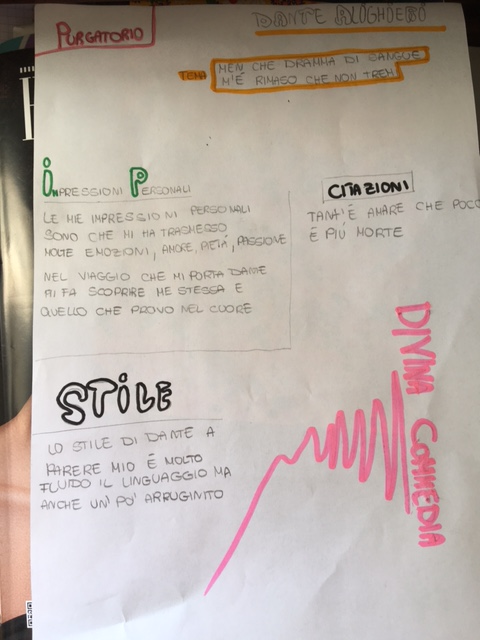 PURGATORIO
DANTE ALIGHIERI
TEMA
MEN CHE DRAMMA DI SANGUE
M'É RIMASO CHE NON TREMI
IMPRESSIONI PERSONALI
LE MIE IMPRESSIONI PERSONALI
SONO CHE MI HA TRASMESSO
MOLTE EMOZIONI, AMORE, PIETÀ, PASSIONE
NEL VIAGGIO CHE MI PORTA DANTE
MI FA SCOPRIRE ME STESSA E
QUELLO CHE PROVO NEL CUORE
CITAZIONI
TANT'É AMARE CHE POCO
É PIÚ MORTE
STiLE
LO STILE DI DANTE A
PARERE MIO É MOLTO
FLUIDO IL LINGUAGGIO MA
ANCHE UN' PO' ARRUGINITO
DIVINA COMMEDIA